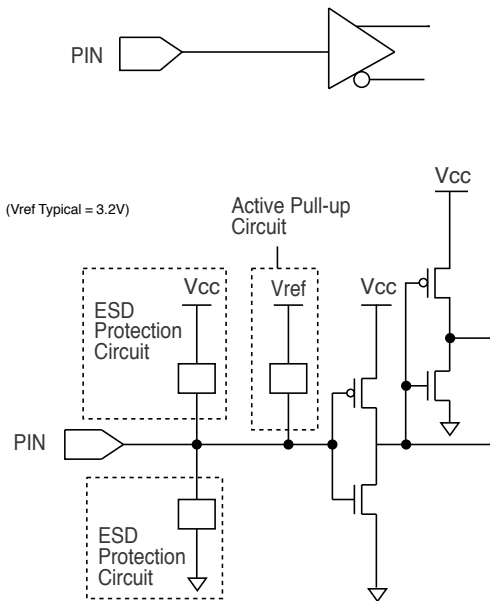 PIN
Vcc
(Vref Typical = 3.2V)
Active Pull-up
Circuit
Vcc
Vref
Vcc
ESD
Protection
Circuit
PIN
ESD
Protection
Circuit